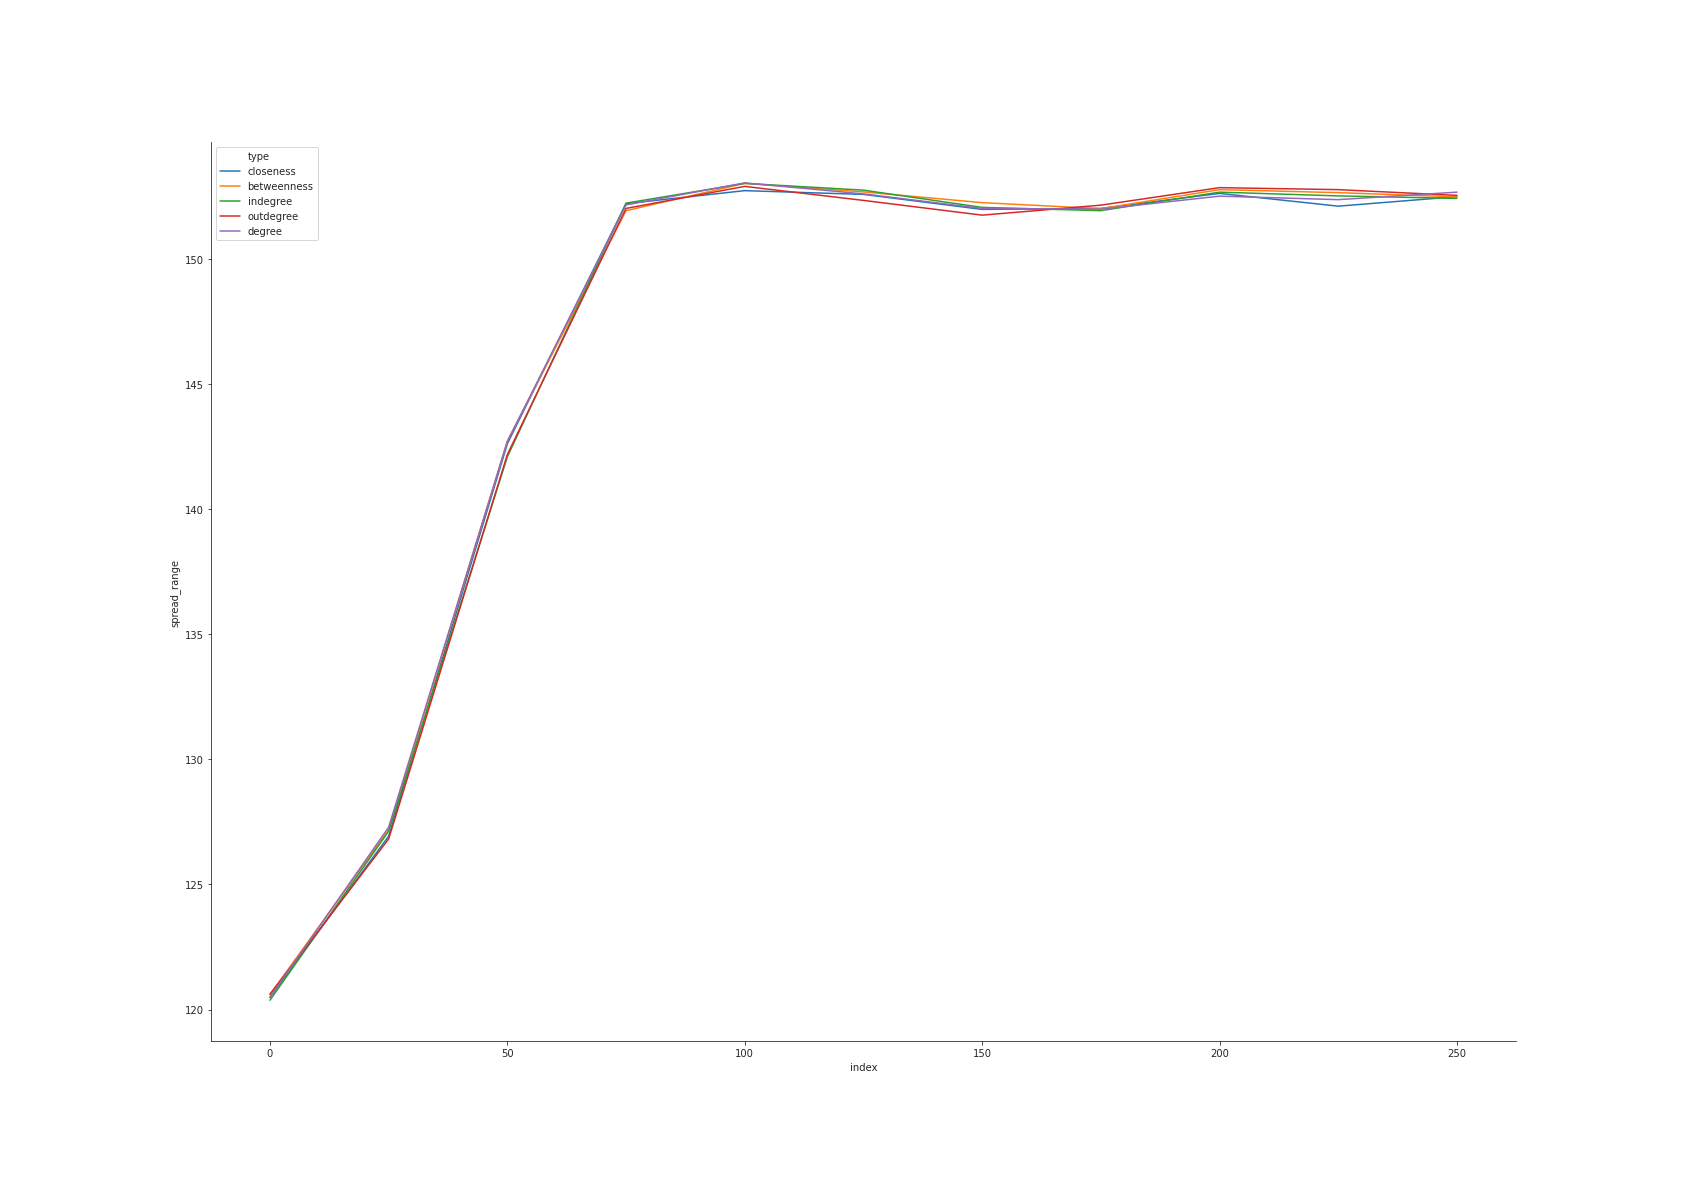 type
closeness
betweenness
indegree
outdegree
degree
150
145
140
135
130
125
120
spread_range
0 50 100 150 200 250
index